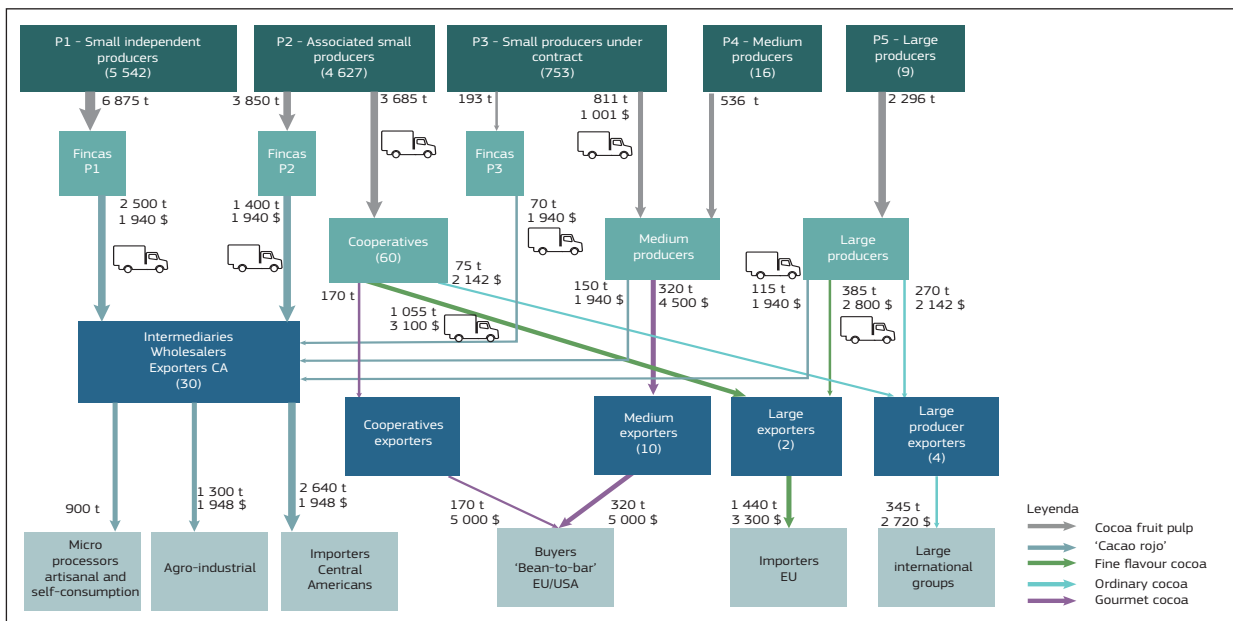 P1 - Small independent
producers
(5 542)
P2 - Associated small
producers
(4 627)
P3 - Small producers under
contract
(753)
P4 - Medium
producers
(16)
P5 - Large
producers
(9)
6 875 t
3 850 t
3 685 t
193 t
811 t
1 001 $
536 t
2 296 t
Fincas
P1
Fincas
P2
Fincas
P3
2 500 t
1 940 $
1 400 t
1 940 $
70 t
1 940 $
Cooperatives
(60)
Medium
producers
Large
producers
170 t
75 t
2 142 $
1 055 t
3 100 $
150 t
1 940 $
320 t
4 500 $
115 t
1 940 $
385 t
2 800 $
270 t
2 142 $
Intermediaries
Wholesalers
Exporters CA
(30)
Cooperatives
exporters
Medium
exporters
(10)
Large
exporters
(2)
Large
producer
exporters
(4)
900 t
1 300 t
1 948 $
2 640 t
1 948 $
170 t
5 000 $
320 t
5 000 $
1 440 t
3 300 $
345 t
2 720 $
Micro
processors
artisanal and
self-consumption
Agro-industrial
Importers
Central
Americans
Buyers
'Bean-to-bar'
EU/USA
Importers
EU
Large
international
groups
Leyenda
Cocoa fruit pulp
'Cacao rojo'
Fine flavour cocoa
Ordinary cocoa
Gourmet cocoa